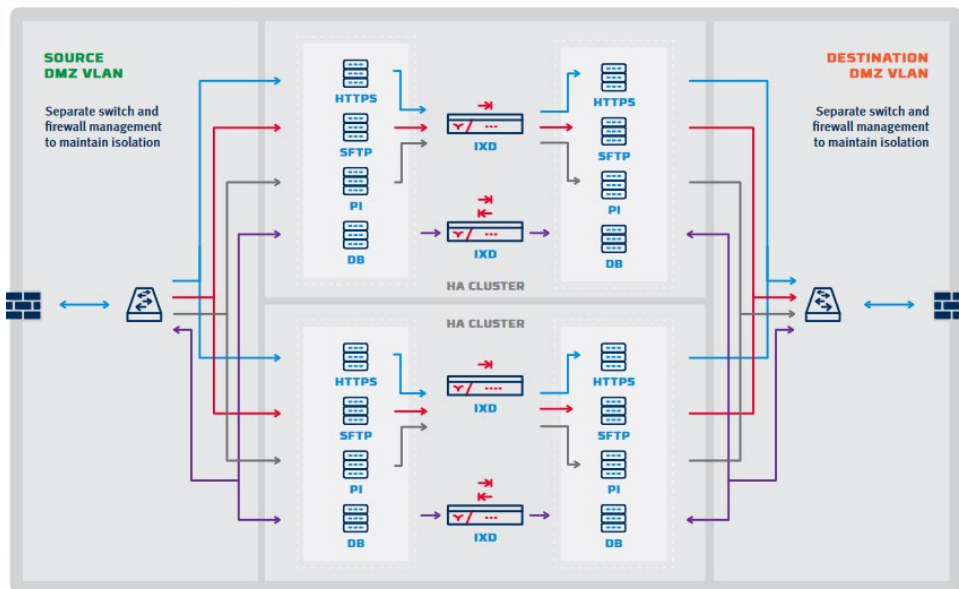 SOURCE
DMZ VLAN
Separate switch and
firewall management
to maintain isolation
HTTPS
SFTP
PI
DB
IXD
IXD
HTTPS
SFTP
PI
DB
HA CLUSTER
DESTINATION
DMZ VLAN
Separate switch and
firewall management
to maintain isolation
HA CLUSTER
HTTPS
SFTP
PI
DB
IXD
IXD
HTTPS
SFTP
PI
DB